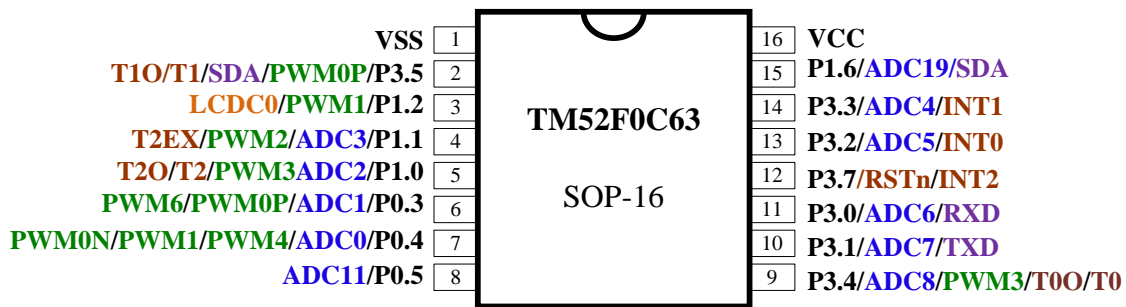 VSS 1 16 VCC
T1O/T1/SDA/PWM0P/P3.5 2 15 P1.6/ADC19/SDA
LCDC0/PWM1/P1.2 3 14 P3.3/ADC4/INT1
TM52F0C63
T2EX/PWM2/ADC3/P1.1 4 13 P3.2/ADC5/INT0
T2O/T2/PWM3ADC2/P1.0 5 12 P3.7/RSTn/INT2
SOP-16
PWM6/PWM0P/ADC1/P0.3 6 11 P3.0/ADC6/RXD
PWM0N/PWM1/PWM4/ADC0/P0.4 7 10 P3.1/ADC7/TXD
ADC11/P0.5 8 9 P3.4/ADC8/PWM3/T0O/T0